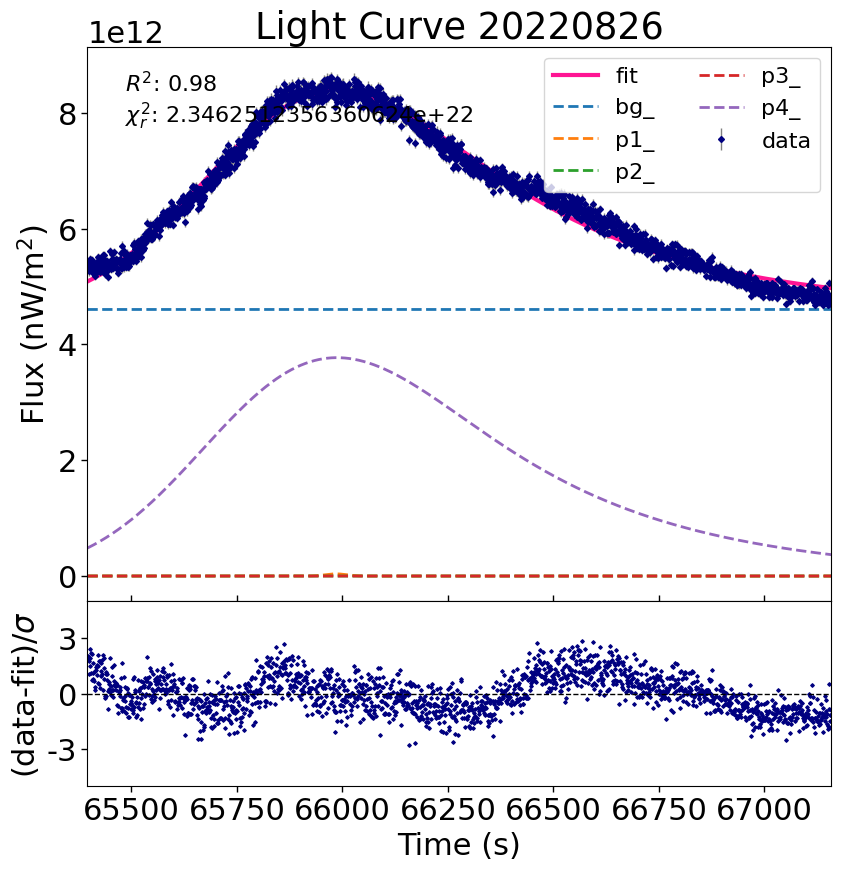 Light Curve 20220826
1e12
R²: 0.98
χ²ᵣ: 2.3462512356360624e+22
fit
bg_
p1_
p2_
p3_
p4_
data
Flux (nW/m²)
8
6
4
2
0
(data-fit)/σ
3
0
-3
65500 65750 66000 66250 66500 66750 67000
Time (s)